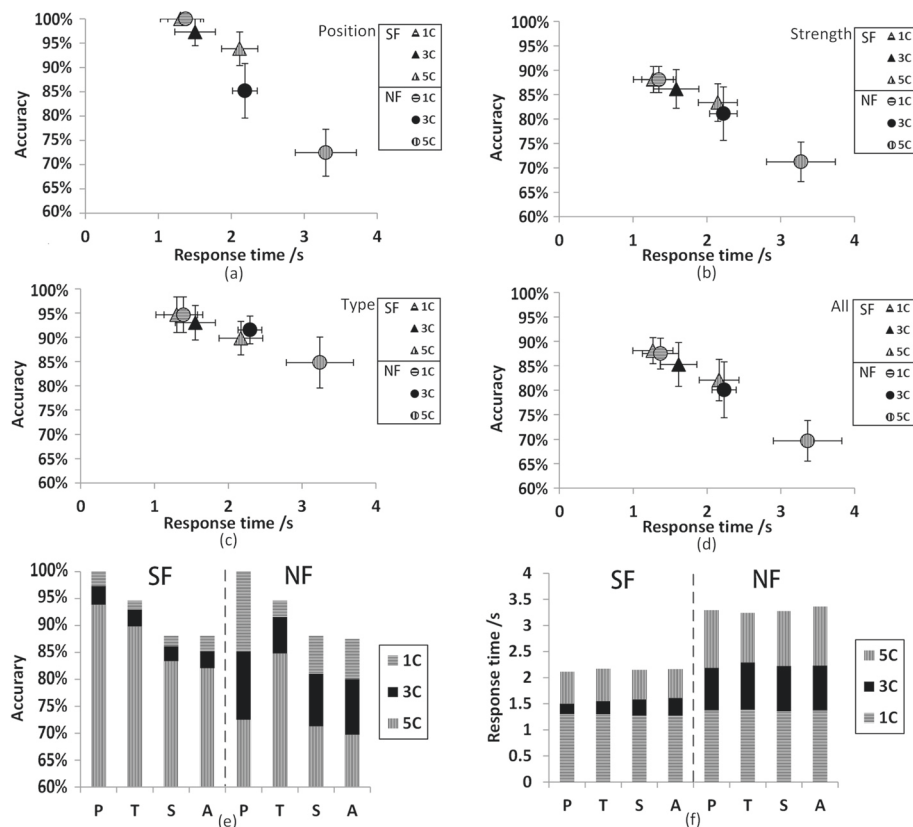 100%
95%
90%
85%
80%
75%
70%
65%
60%
Accuracy
Position
SF
1C
3C
5C
NF
1C
3C
5C
0
1
2
3
4
Response time /s
(a)
100%
95%
90%
85%
80%
75%
70%
65%
60%
Accuracy
Strength
SF
1C
3C
5C
NF
1C
3C
5C
0
1
2
3
4
Response time /s
(b)
100%
95%
90%
85%
80%
75%
70%
65%
60%
Accuracy
Type
SF
1C
3C
5C
NF
1C
3C
5C
0
1
2
3
4
Response time /s
(c)
100%
95%
90%
85%
80%
75%
70%
65%
60%
Accuracy
All
SF
1C
3C
5C
NF
1C
3C
5C
0
1
2
3
4
Response time /s
(d)
100%
95%
90%
85%
80%
75%
70%
65%
60%
Accurary
SF
NF
1C
3C
5C
P T S A P T S A
(e)
4
3.5
3
2.5
2
1.5
1
0.5
0
Response time /s
SF
NF
5C
3C
1C
P T S A P T S A
(f)